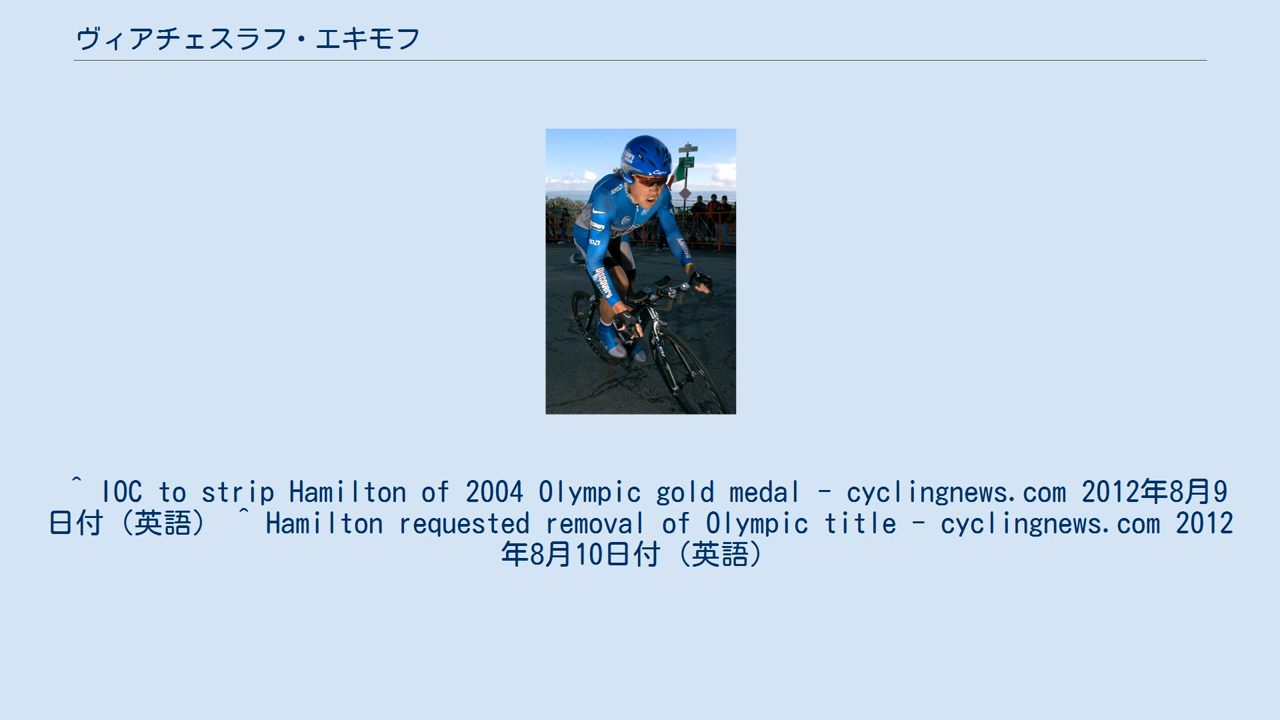 ヴィアチェスラフ・エキモフ
^ IOC to strip Hamilton of 2004 Olympic gold medal - cyclingnews.com 2012年8月9
日付（英語） ^ Hamilton requested removal of Olympic title - cyclingnews.com 2012
年8月10日付（英語）